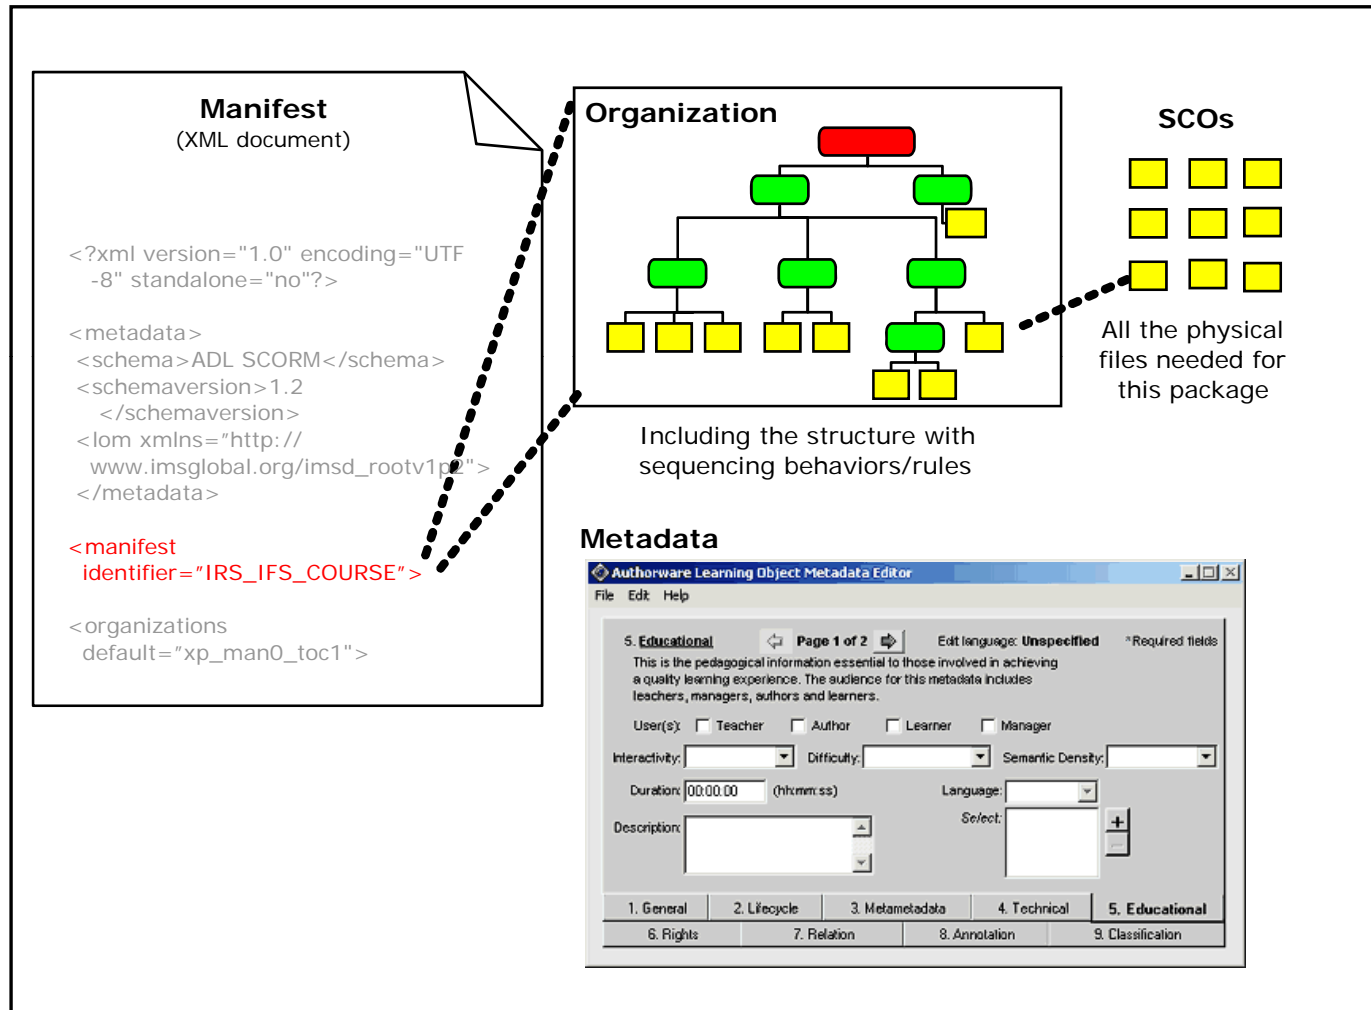 Manifest
(XML document)
<?xml version="1.0" encoding="UTF
-8" standalone="no"?>
<metadata>
<schema>ADL SCORM</schema>
<schemaversion>1.2
</schemaversion>
<lom xmlns="http://
www.imsglobal.org/imsd_rootv1p2">
</metadata>
<manifest
identifier="IRS_IFS_COURSE">
<organizations
default="xp_man0_toc1">
Organization
Including the structure with
sequencing behaviors/rules
SCOs
All the physical
files needed for
this package
Metadata
Authorware Learning Object Metadata Editor
File Edit Help
5. Educational Page 1 of 2 Edit language: Unspecified *Required fields
This is the pedagogical information essential to those involved in achieving
a quality learning experience. The audience for this metadata includes
teachers, managers, authors and learners.
User(s): Teacher Author Learner Manager
Interactivity: Difficulty: Semantic Density:
Duration: 00:00:00 (hh:mm:ss) Language:
Description: Select:
1. General 2. Lifecycle 3. Metametadata 4. Technical 5. Educational
6. Rights 7. Relation 8. Annotation 9. Classification